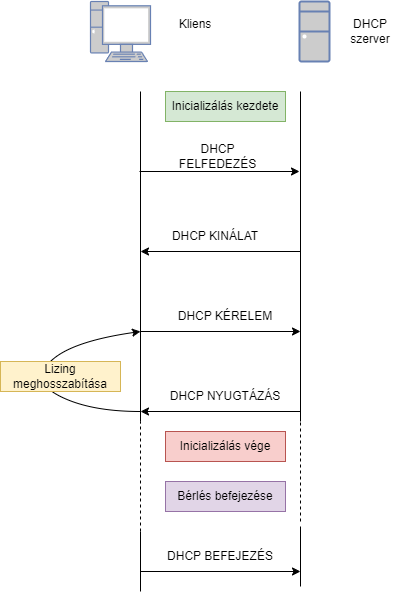 Kliens
DHCP
szerver
Inicializálás kezdete
DHCP
FELFEDEZÉS
DHCP KINÁLAT
DHCP KÉRELEM
Lizing
meghosszabítása
DHCP NYUGTÁZÁS
Inicializálás vége
Bérlés befejezése
DHCP BEFEJEZÉS